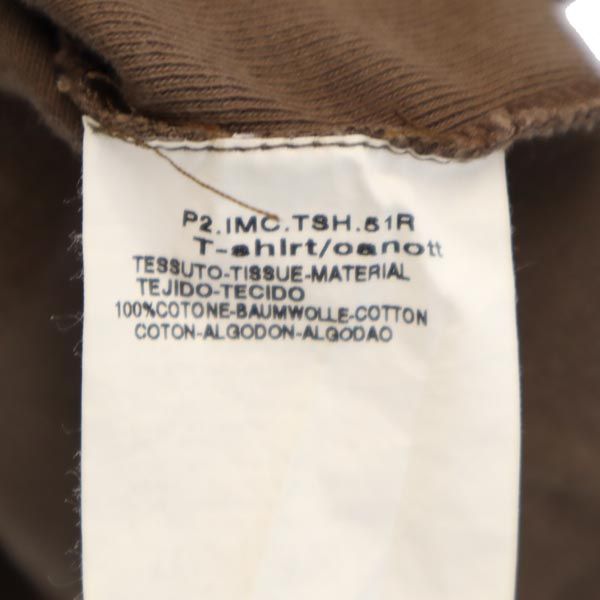 P2.IMC.TSH.51R
T-shirt/canott
TESSUTO-TISSUE-MATERIAL
TEJIDO-TECIDO
100%COTONE-BAUMWOLLE-COTTON
COTON-ALGODON-ALGODAO